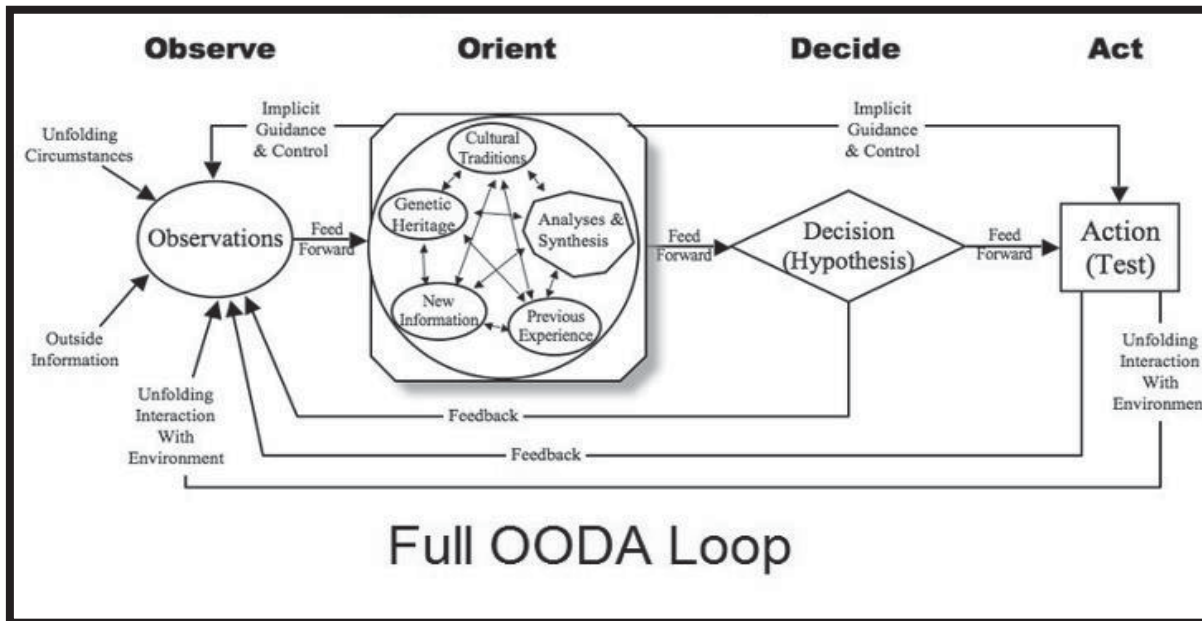 Observe
Orient
Decide
Act
Implicit
Guidance
& Control
Implicit
Guidance
& Control
Unfolding
Circumstances
Cultural
Traditions
Genetic
Heritage
Analyses &
Synthesis
New
Information
Previous
Experience
Observations
Feed
Forward
Feed
Forward
Decision
(Hypothesis)
Feed
Forward
Action
(Test)
Outside
Information
Unfolding
Interaction
With
Environment
Unfolding
Interaction
With
Environment
Feedback
Feedback
Full OODA Loop